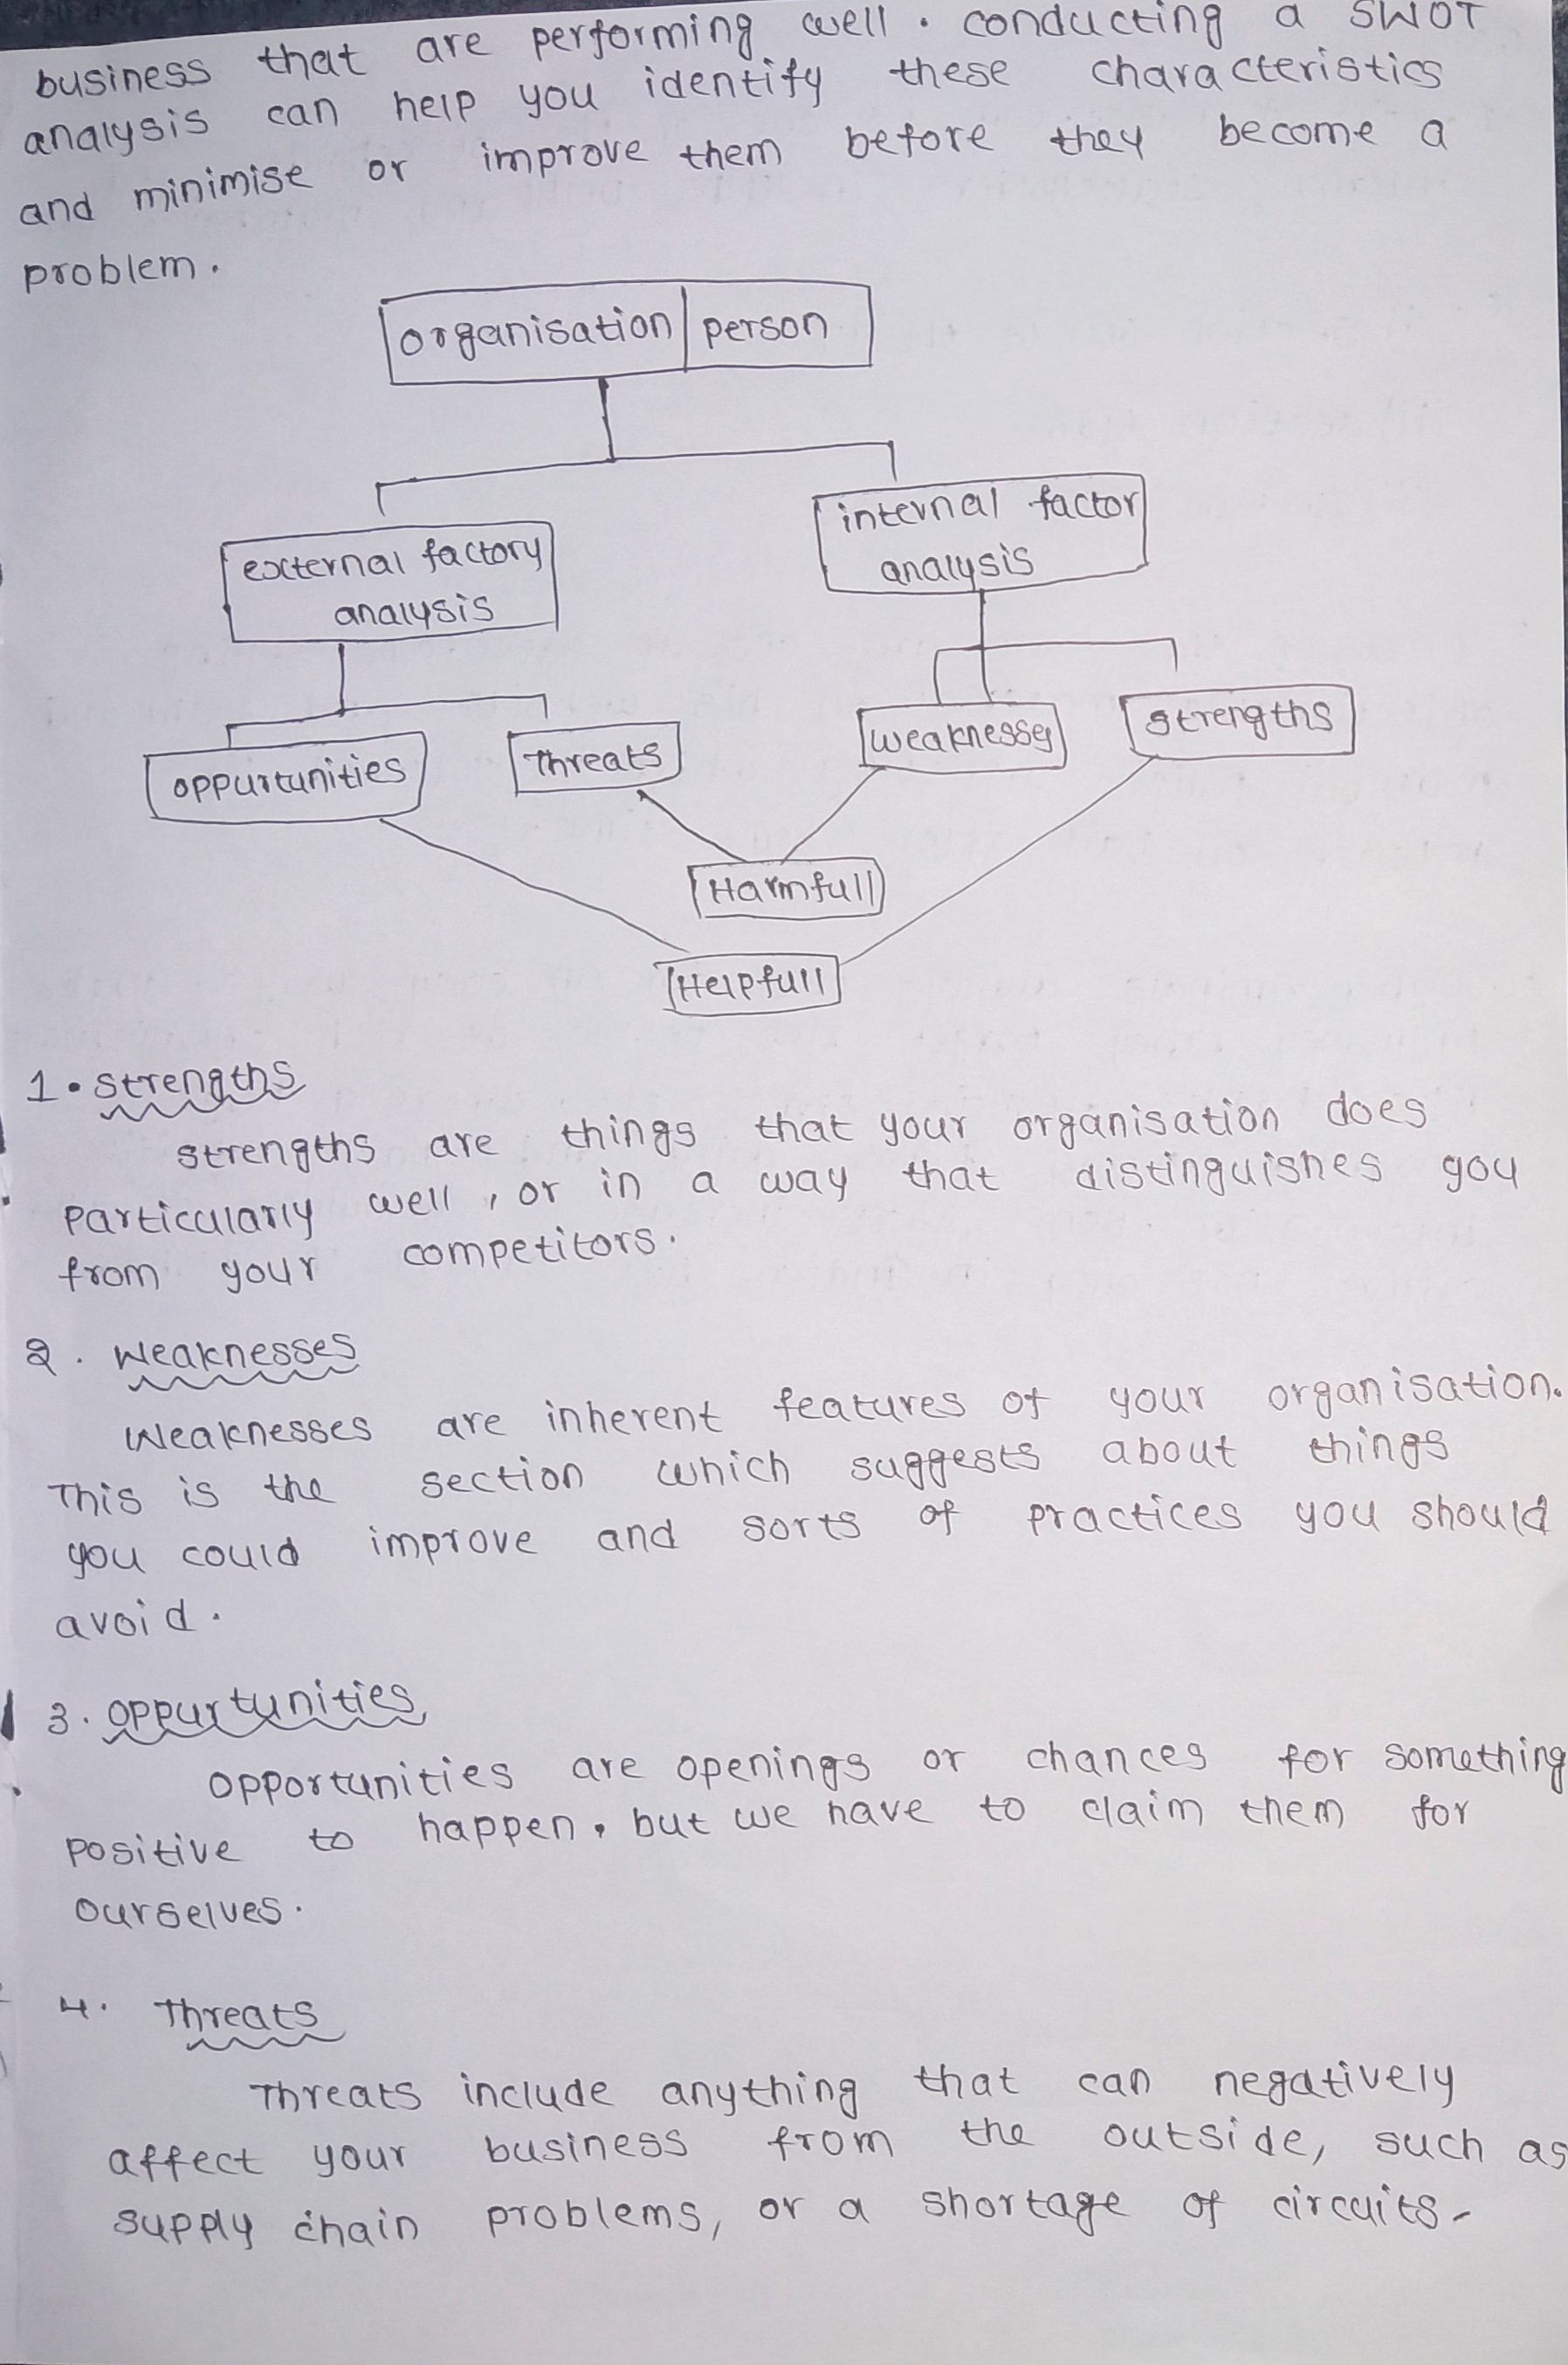 business that are performing well. conducting a SWOT
analysis can help you identify these characteristics
and minimise or improve them before they become a
problem.
organisation person
internal factor
analysis
external factory
analysis
oppurtunities Threats weaknesses strengths
Harmfull
Helpfull
1. strengths
strengths are things that your organisation does
particularly well, or in a way that distinguishes you
from your competitors.
2. Weaknesses
Weaknesses are inherent features of your organisation.
This is the section which suggests about things
you could improve and sorts of practices you should
avoid.
3. oppurtunities
opportunities are openings or chances for something
positive to happen. but we have to claim them for
ourselves.
4. Threats
Threats include anything that can negatively
affect your business from the outside, such as
supply chain problems, or a shortage of circuits-